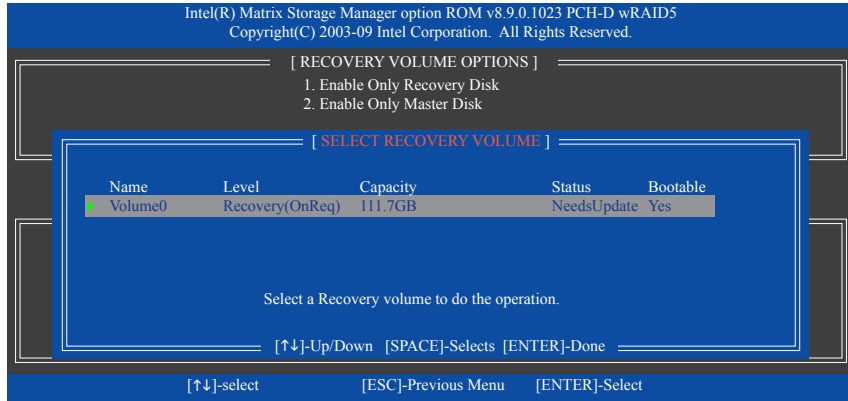 Intel(R) Matrix Storage Manager option ROM v8.9.0.1023 PCH-D wRAID5
Copyright(C) 2003-09 Intel Corporation. All Rights Reserved.
[ RECOVERY VOLUME OPTIONS ]
1. Enable Only Recovery Disk
2. Enable Only Master Disk
[ SELECT RECOVERY VOLUME ]
Name Level Capacity Status Bootable
Volume0 Recovery(OnReq) 111.7GB NeedsUpdate Yes
Select a Recovery volume to do the operation.
[↑↓]-Up/Down [SPACE]-Selects [ENTER]-Done
[↑↓]-select [ESC]-Previous Menu [ENTER]-Select